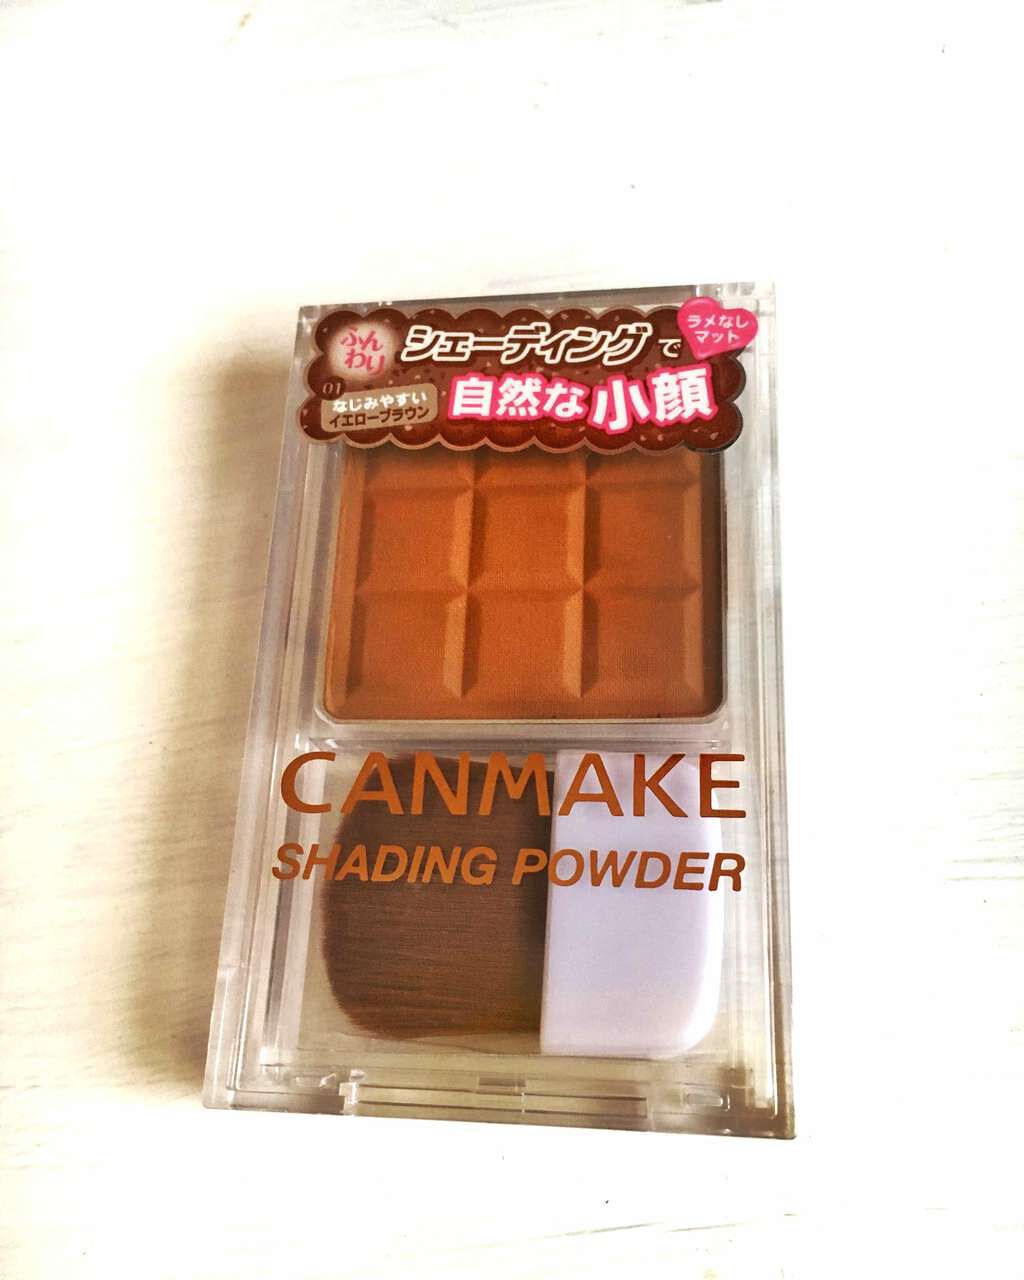 ふん
わり
シェーディングで
ラメなし
マット
01
なじみやすい
イエローブラウン
自然な小顔
CANMAKE
SHADING POWDER